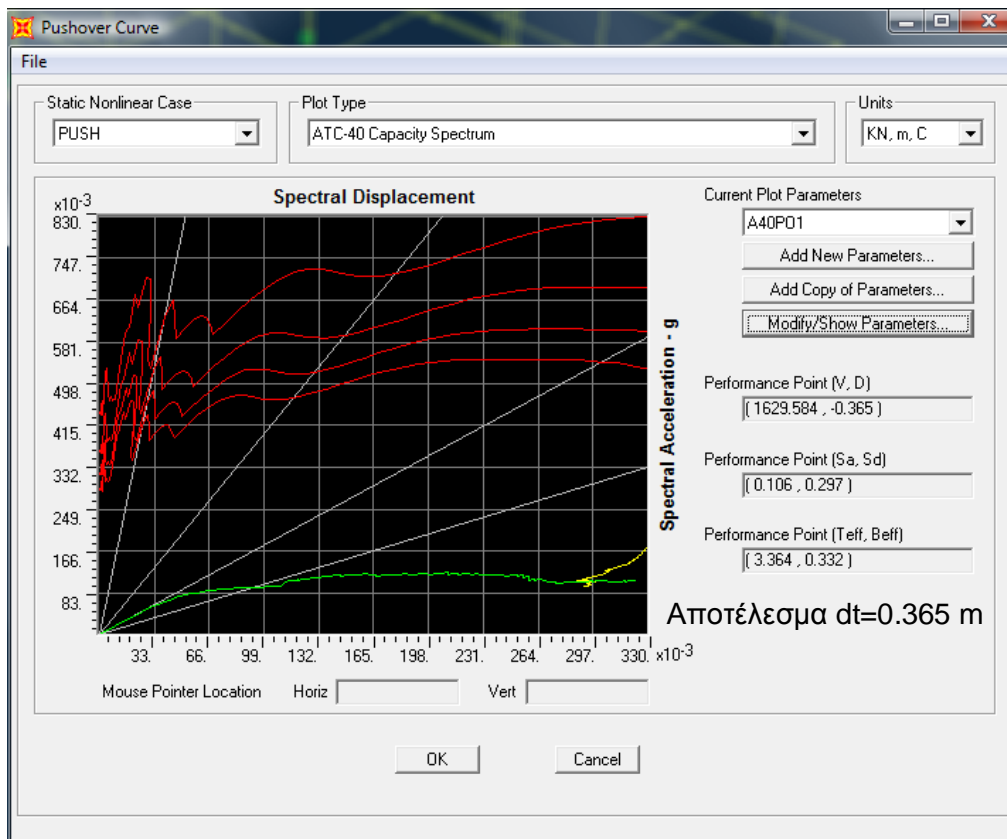 Pushover Curve
File
Static Nonlinear Case
PUSH
Plot Type
ATC-40 Capacity Spectrum
Units
KN, m, C
Spectral Displacement
x10-3
830.
747.
664.
581.
498.
415.
332.
249.
166.
83.
33. 66. 99. 132. 165. 198. 231. 264. 297. 330. x10-3
Spectral Acceleration - g
Mouse Pointer Location Horiz Vert
Current Plot Parameters
A40PO1
Add New Parameters...
Add Copy of Parameters...
Modify/Show Parameters...
Performance Point (V, D)
( 1629.584 , -0.365 )
Performance Point (Sa, Sd)
( 0.106 , 0.297 )
Performance Point (Teff, Beff)
( 3.364 , 0.332 )
Αποτέλεσμα dt=0.365 m
OK Cancel